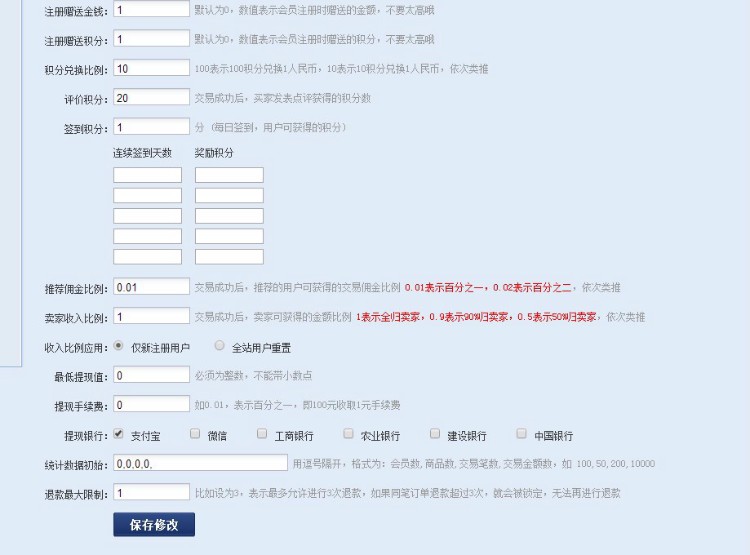 注册赠送金钱： 1 默认为0，数值表示会员注册时赠送的金额，不要太高哦
注册赠送积分： 1 默认为0，数值表示会员注册时赠送的积分，不要太高哦
积分兑换比例： 10 100表示100积分兑换1人民币，10表示10积分兑换1人民币，依次类推
评价积分： 20 交易成功后，买家发表点评获得的积分数
签到积分： 1 分 (每日签到，用户可获得的积分)
连续签到天数 奖励积分
推荐佣金比例： 0.01 交易成功后，推荐的用户可获得的交易佣金比例 0.01表示百分之一，0.02表示百分之二，依次类推
卖家收入比例： 1 交易成功后，卖家可获得的金额比例 1表示全归卖家，0.9表示90%归卖家，0.5表示50%归卖家，依次类推
收入比例应用： 仅新注册用户 全站用户重置
最低提现值： 0 必须为整数，不能带小数点
提现手续费： 0 如0.01，表示百分之一，即100元收取1元手续费
提现银行： 支付宝 微信 工商银行 农业银行 建设银行 中国银行
统计数据初始： 0,0,0,0, 用逗号隔开，格式为：会员数,商品数,交易笔数,交易金额数，如 100,50,200,10000
退款最大限制： 1 比如设为3，表示最多允许进行3次退款，如果同笔订单退款超过3次，就会被锁定，无法再进行退款
保存修改